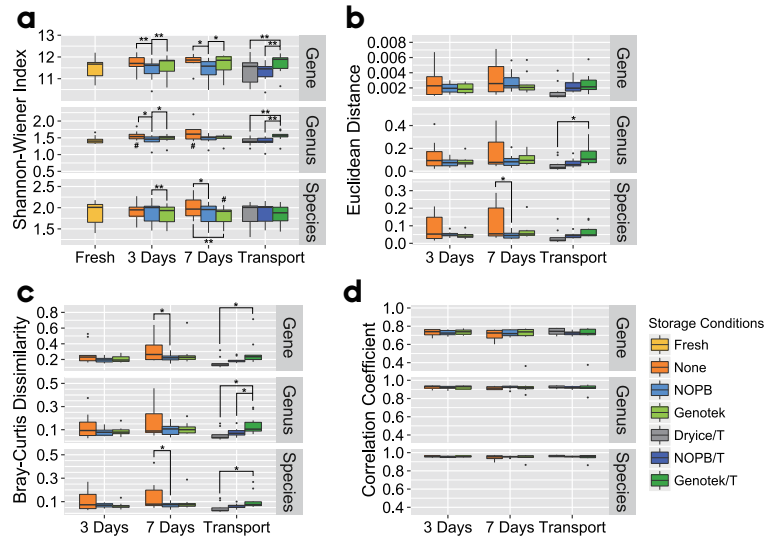 a
Shannon-Wiener Index
13
12
11
** ** * * ** **
Gene
2.0
1.5
1.0
* * ** **
# #
Genus
2.5
2.0
1.5
** * # **
Species
Fresh 3 Days 7 Days Transport
b
Euclidean Distance
0.008
0.006
0.004
0.002
Gene
0.4
0.2
0.0
*
Genus
0.3
0.2
0.1
0.0
*
Species
3 Days 7 Days Transport
c
Bray-Curtis Dissimilarity
0.8
0.6
0.4
0.2
* *
Gene
0.5
0.3
0.1
* *
Genus
0.5
0.3
0.1
* *
Species
3 Days 7 Days Transport
d
Correlation Coefficient
1.0
0.8
0.6
0.4
Gene
1.0
0.8
0.6
0.4
Genus
1.0
0.8
0.6
0.4
Species
3 Days 7 Days Transport
Storage Conditions
Fresh
None
NOPB
Genotek
Dryice/T
NOPB/T
Genotek/T